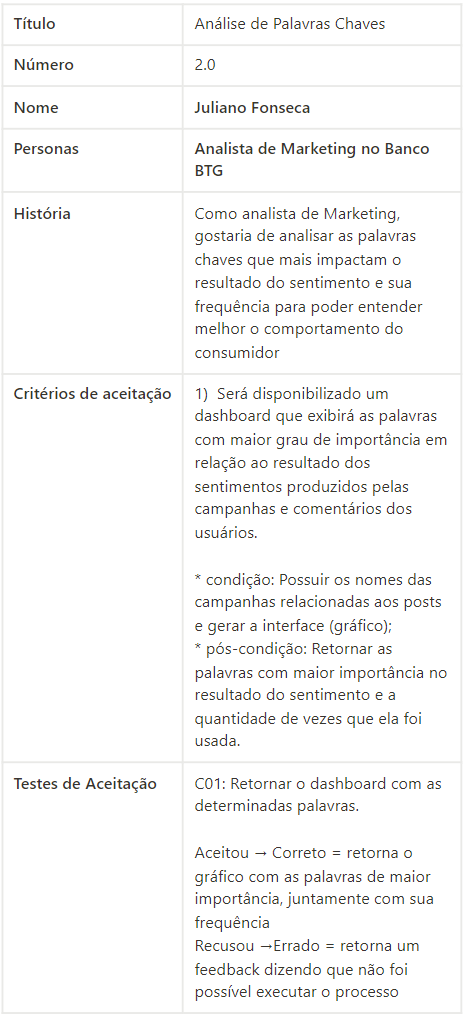 Título
Análise de Palavras Chaves
Número
2.0
Nome
Juliano Fonseca
Personas
Analista de Marketing no Banco
BTG
História
Como analista de Marketing,
gostaria de analisar as palavras
chaves que mais impactam o
resultado do sentimento e sua
frequência para poder entender
melhor o comportamento do
consumidor
Critérios de aceitação
1)  Será disponibilizado um
dashboard que exibirá as palavras
com maior grau de importância em
relação ao resultado dos
sentimentos produzidos pelas
campanhas e comentários dos
usuários.
* condição: Possuir os nomes das
campanhas relacionadas aos posts
e gerar a interface (gráfico);
* pós-condição: Retornar as
palavras com maior importância no
resultado do sentimento e a
quantidade de vezes que ela foi
usada.
Testes de Aceitação
C01: Retornar o dashboard com as
determinadas palavras.
Aceitou → Correto = retorna o
gráfico com as palavras de maior
importância, juntamente com sua
frequência
Recusou →Errado = retorna um
feedback dizendo que não foi
possível executar o processo